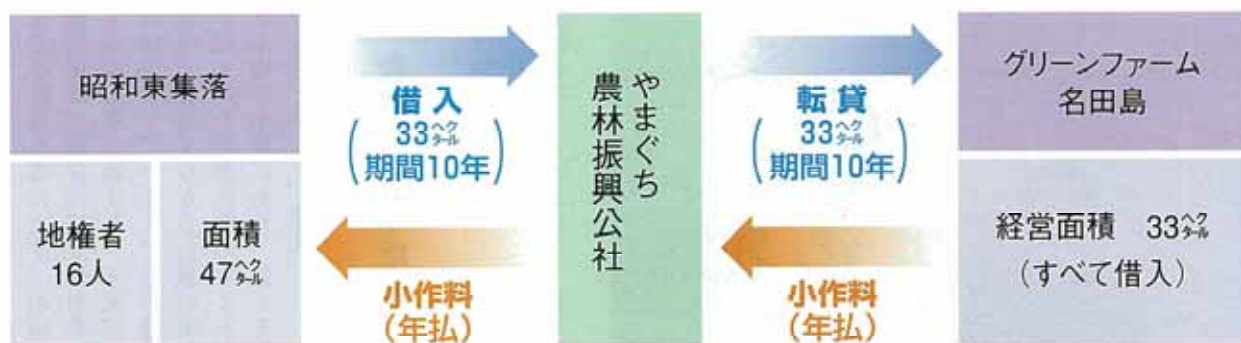 昭和東集落
地権者
16人
面積
47㌶
借入
33㌶
(期間10年)
小作料
(年払)
やまぐち
農林振興公社
転貸
33㌶
(期間10年)
小作料
(年払)
グリーンファーム
名田島
経営面積 33㌶
(すべて借入)